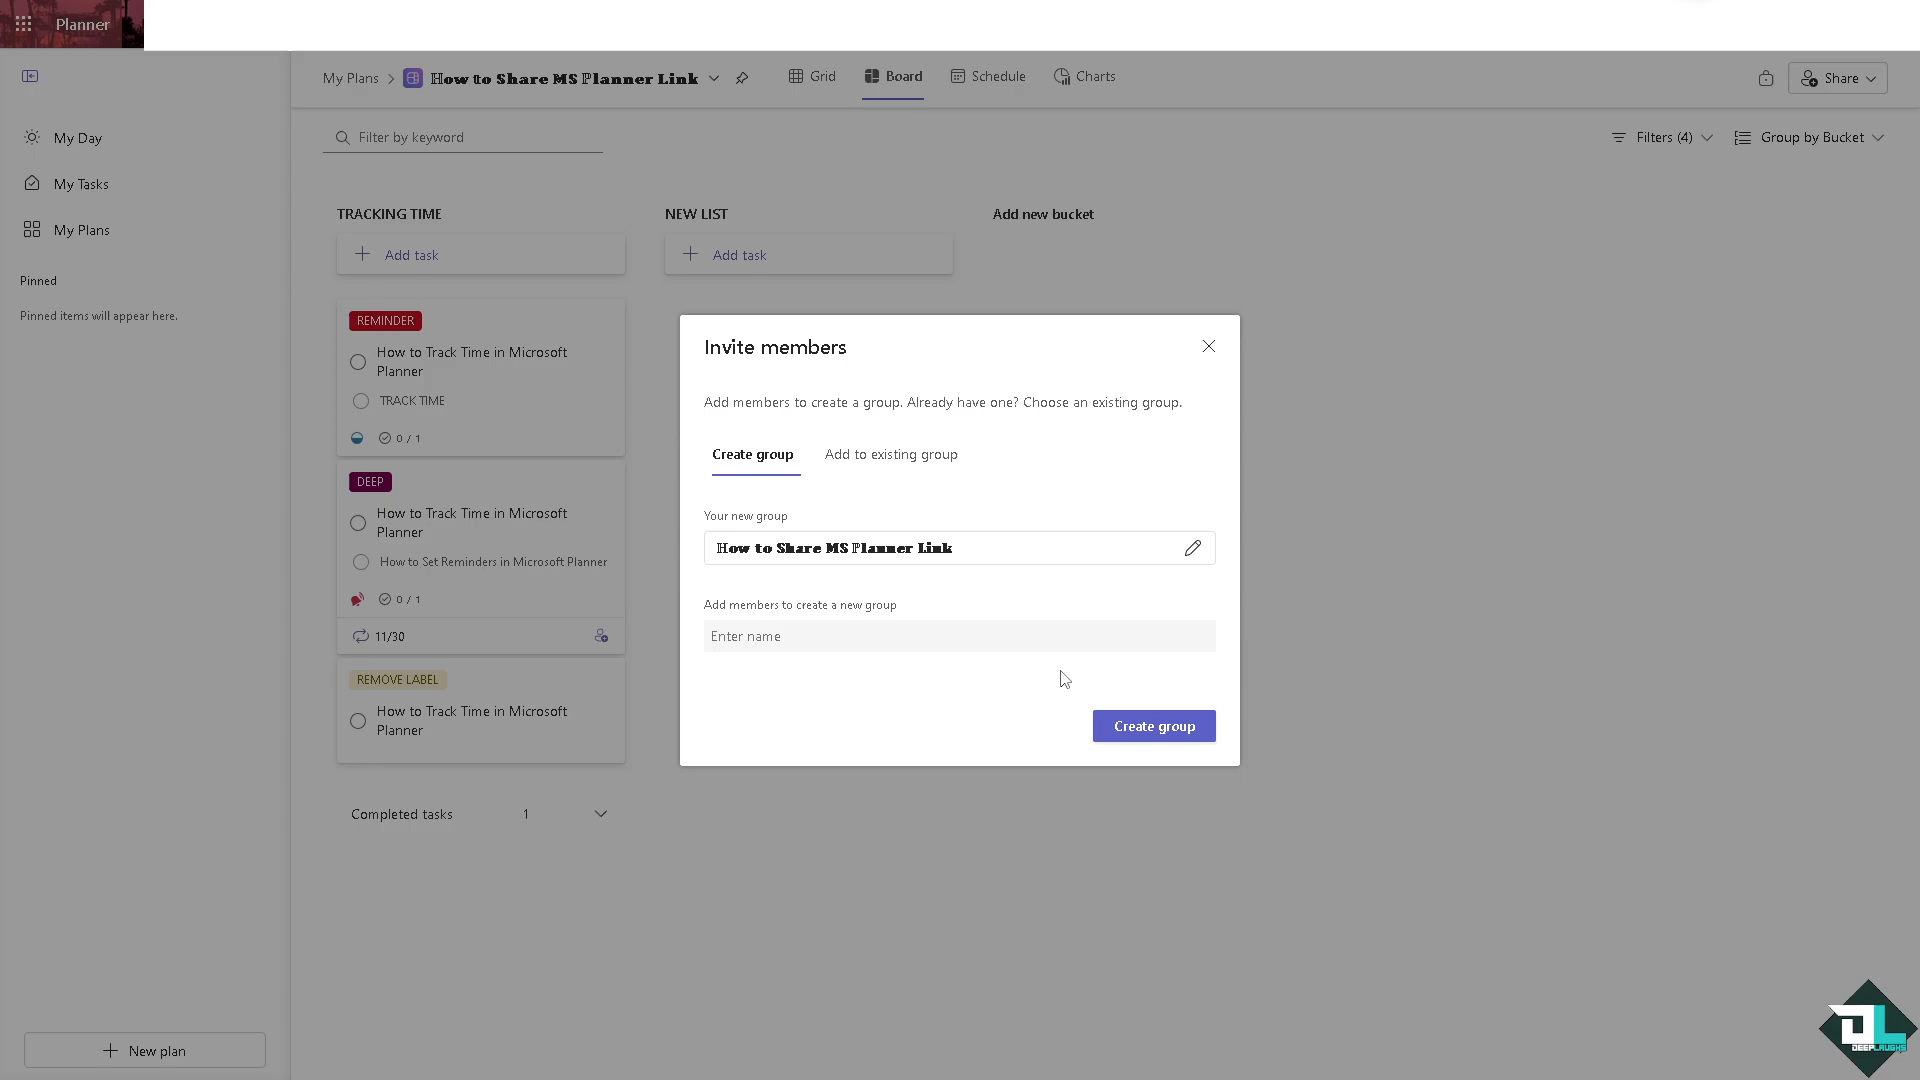 Planner
My Plans
How to Share MS Planner Link
Grid
Board
Schedule
Charts
Share
My Day
My Tasks
My Plans
Pinned
Pinned items will appear here.
New plan
Filter by keyword
Filters (4)
Group by Bucket
TRACKING TIME
Add task
REMINDER
How to Track Time in Microsoft
Planner
TRACK TIME
0 / 1
DEEP
How to Track Time in Microsoft
Planner
How to Set Reminders in Microsoft Planner
0 / 1
11/30
REMOVE LABEL
How to Track Time in Microsoft
Planner
Completed tasks 1
NEW LIST
Add task
Add new bucket
Invite members
Add members to create a group. Already have one? Choose an existing group.
Create group
Add to existing group
Your new group
How to Share MS Planner Link
Add members to create a new group
Enter name
Create group
DL
DEEPLAUGHS